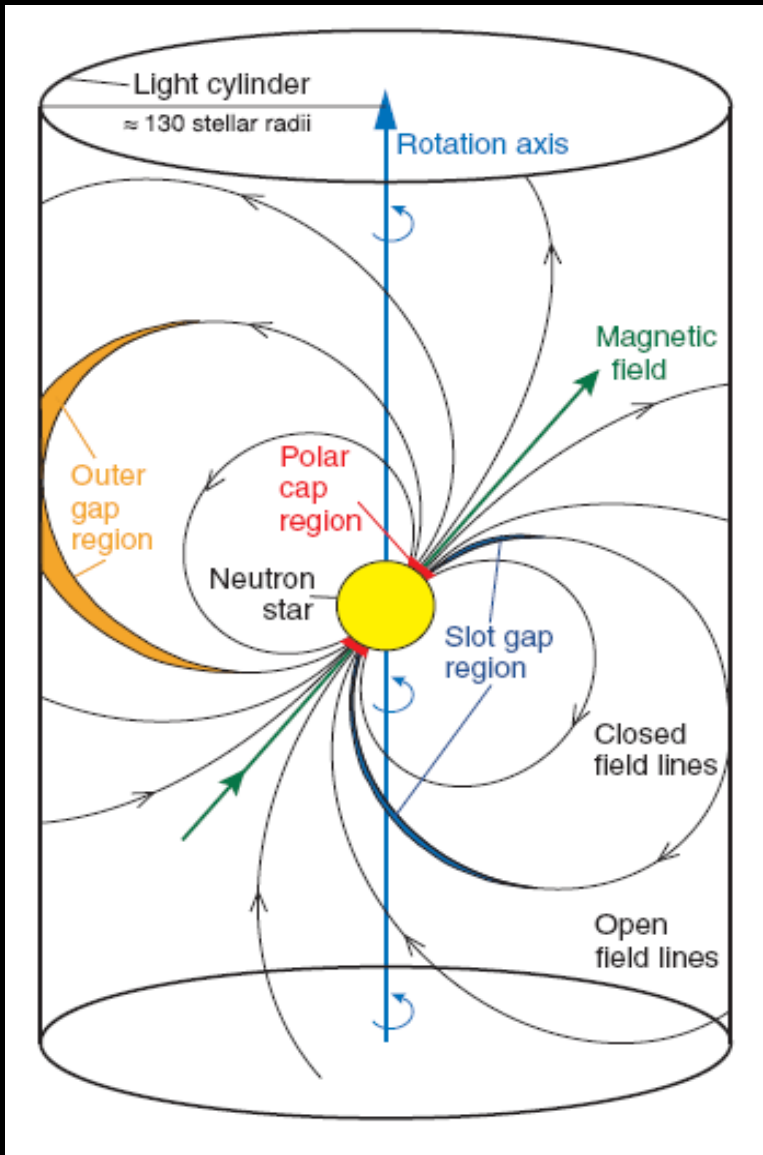 Light cylinder
≈ 130 stellar radii
Rotation axis
Magnetic
field
Outer
gap
region
Polar
cap
region
Neutron
star
Slot gap
region
Closed
field lines
Open
field lines